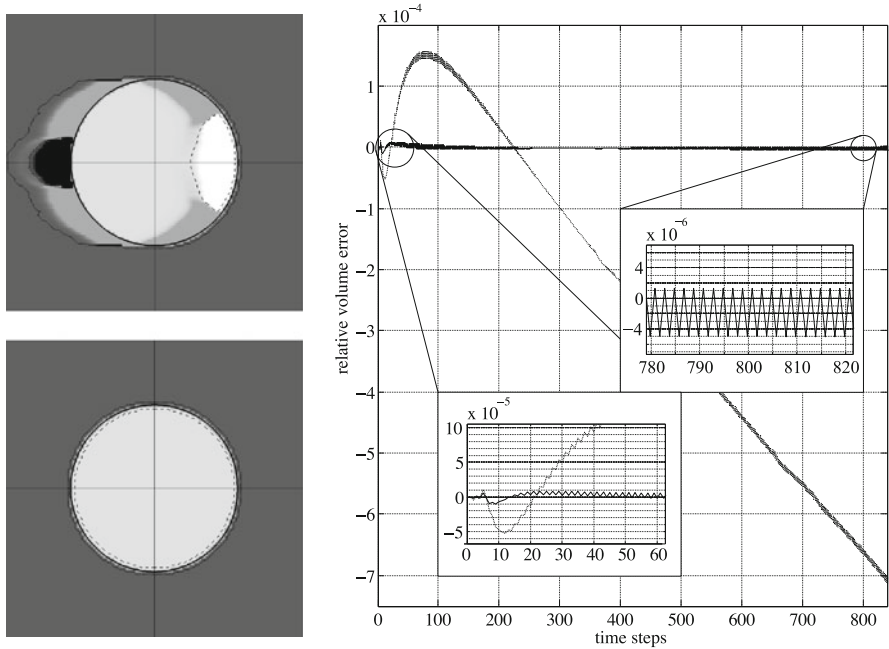 x 10⁻⁴
1
0
−1
−2
−3
−4
−5
−6
−7
relative volume error
x 10⁻⁶
4
0
−4
780 790 800 810 820
x 10⁻⁵
10
5
0
−5
0 10 20 30 40 50 60
0 100 200 300 400 500 600 700 800
time steps